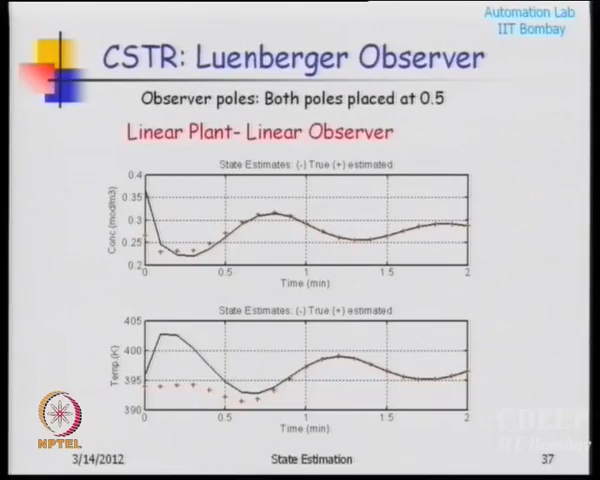 Automation Lab
IIT Bombay
CSTR: Luenberger Observer
Observer poles: Both poles placed at 0.5
Linear Plant- Linear Observer
State Estimates: (-) True (+) estimated
0.4
0.35
0.3
0.25
0.2
Conc.(mod/m3)
0
0.5
1
1.5
2
Time (min)
State Estimates: (-) True (+) estimated
405
400
395
390
Temp.(K)
0
0.5
1
1.5
2
Time (min)
NPTEL
3/14/2012
State Estimation
37
IIT Bombay